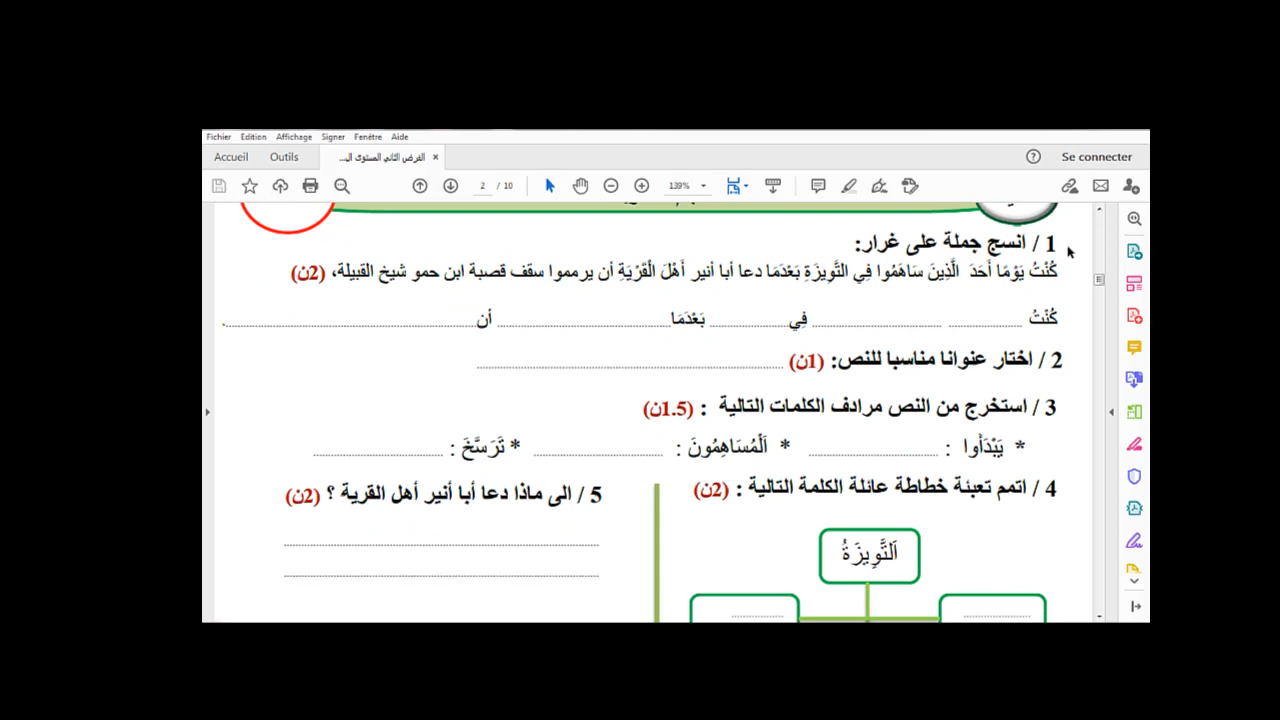 Fichier Edition Affichage Signer Fenêtre Aide
Accueil Outils الفرض الثاني المستوى ال... × Se connecter
2 / 10 139%
1 / انسج جملة على غرار:
كُنْتُ يَوْمًا أَحَدَ الَّذِينَ سَاهَمُوا فِي التَّوِيزَةِ بَعْدَمَا دعا أبا أنير أَهْلَ الْقَرْيَةِ أن يرمموا سقف قصبة ابن حمو شيخ القبيلة، (2ن)
كُنْتُ ........ ........ فِي ........ بَعْدَمَا ........ أن ........
2 / اختار عنوانا مناسبا للنص: (1ن) ........
3 / استخرج من النص مرادف الكلمات التالية : (1.5ن)
* يَبْدَأُوا : ........ * اَلْمُسَاهِمُونَ : ........ * تَرَسَّخَ : ........
4 / اتمم تعبئة خطاطة عائلة الكلمة التالية : (2ن)
اَلتَّوِيزَةُ
5 / الى ماذا دعا أبا أنير أهل القرية ؟ (2ن)